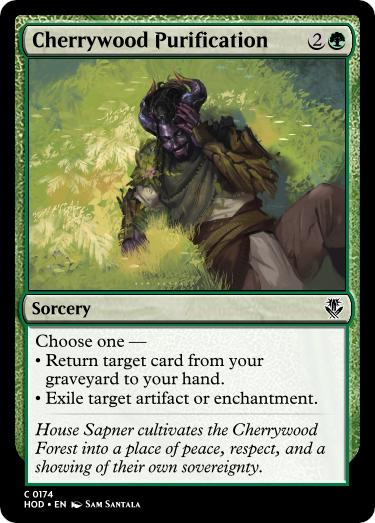 Cherrywood Purification 2
Sorcery
Choose one —
• Return target card from your
graveyard to your hand.
• Exile target artifact or enchantment.
House Sapner cultivates the Cherrywood
Forest into a place of peace, respect, and a
showing of their own sovereignty.
C 0174
HOD • EN Sam Santala